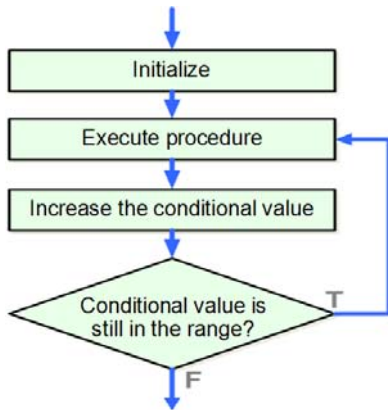 Initialize
Execute procedure
Increase the conditional value
Conditional value is
still in the range?
T
F